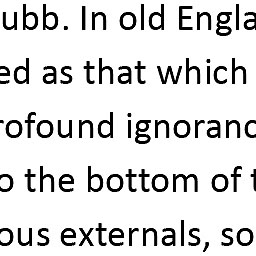 ubb. In old Engla
ed as that which
rofound ignoranc
o the bottom of t
ous externals, so